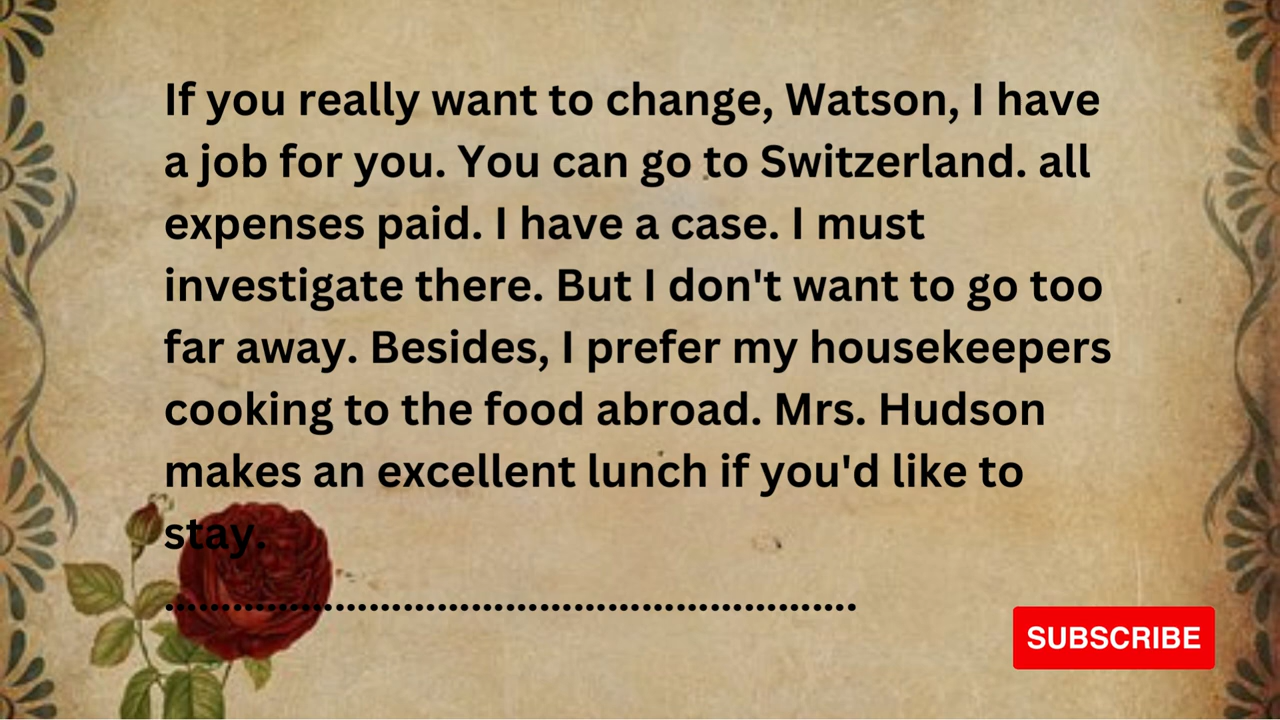 If you really want to change, Watson, I have
a job for you. You can go to Switzerland. all
expenses paid. I have a case. I must
investigate there. But I don't want to go too
far away. Besides, I prefer my housekeepers
cooking to the food abroad. Mrs. Hudson
makes an excellent lunch if you'd like to
stay.
.............................................................
SUBSCRIBE